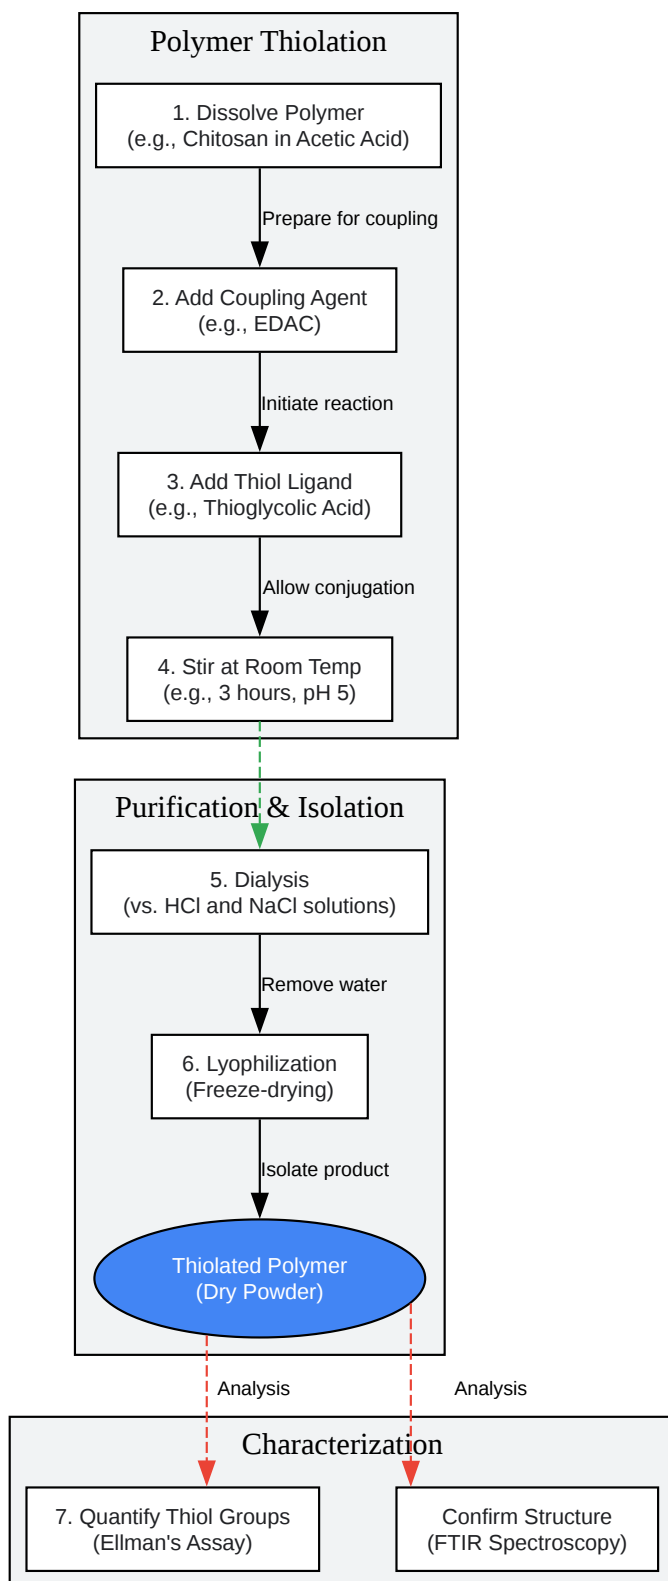 Polymer Thiolation
1. Dissolve Polymer
(e.g., Chitosan in Acetic Acid)
Prepare for coupling
2. Add Coupling Agent
(e.g., EDAC)
Initiate reaction
3. Add Thiol Ligand
(e.g., Thioglycolic Acid)
Allow conjugation
4. Stir at Room Temp
(e.g., 3 hours, pH 5)
Purification & Isolation
5. Dialysis
(vs. HCl and NaCl solutions)
Remove water
6. Lyophilization
(Freeze-drying)
Isolate product
Thiolated Polymer
(Dry Powder)
Analysis
Analysis
Characterization
7. Quantify Thiol Groups
(Ellman's Assay)
Confirm Structure
(FTIR Spectroscopy)